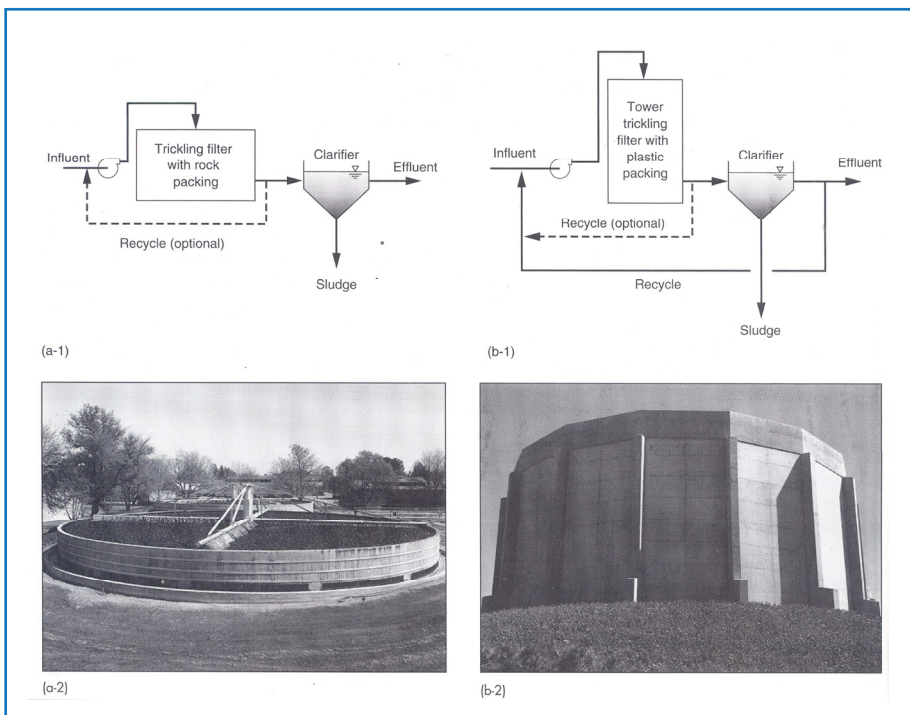 Influent
Trickling filter
with rock
packing
Clarifier
Effluent
Recycle (optional)
Sludge
(a-1)
Influent
Tower
trickling
filter with
plastic
packing
Clarifier
Effluent
Recycle (optional)
Recycle
Sludge
(b-1)
(a-2)
(b-2)